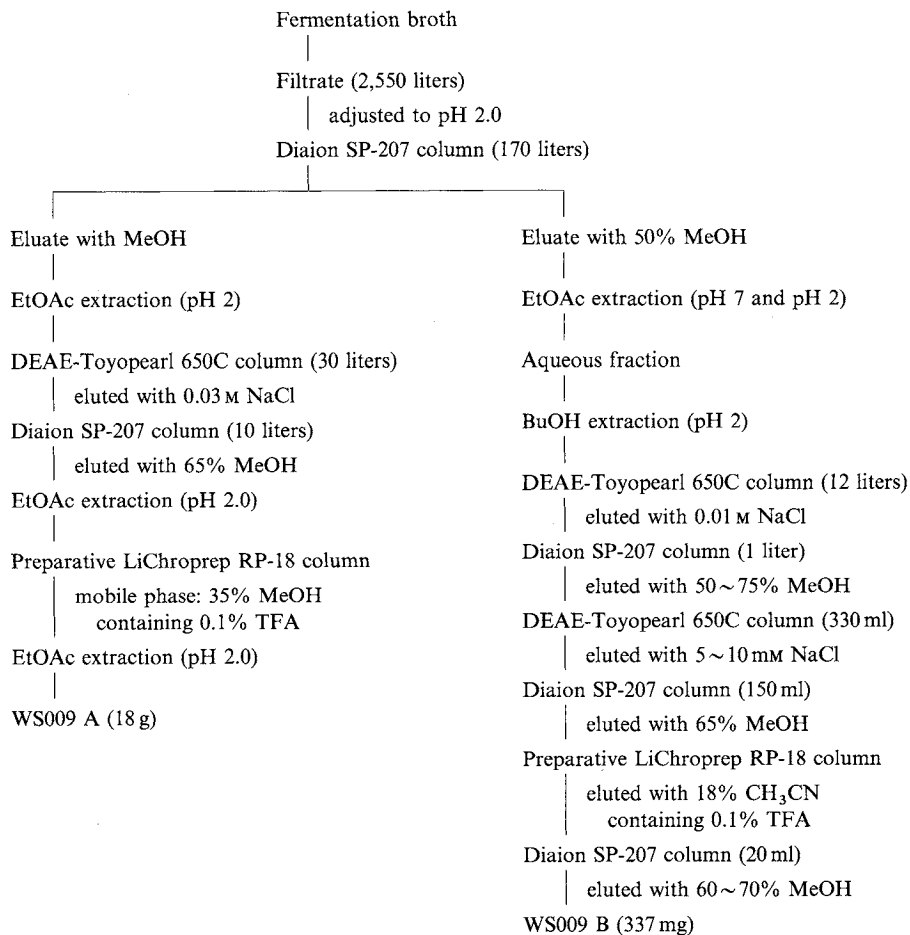 Fermentation broth
Filtrate (2,550 liters)
adjusted to pH 2.0
Diaion SP-207 column (170 liters)
Eluate with MeOH
EtOAc extraction (pH 2)
DEAE-Toyopearl 650C column (30 liters)
eluted with 0.03 M NaCl
Diaion SP-207 column (10 liters)
eluted with 65% MeOH
EtOAc extraction (pH 2.0)
Preparative LiChroprep RP-18 column
mobile phase: 35% MeOH
containing 0.1% TFA
EtOAc extraction (pH 2.0)
WS009 A (18 g)
Eluate with 50% MeOH
EtOAc extraction (pH 7 and pH 2)
Aqueous fraction
BuOH extraction (pH 2)
DEAE-Toyopearl 650C column (12 liters)
eluted with 0.01 M NaCl
Diaion SP-207 column (1 liter)
eluted with 50~75% MeOH
DEAE-Toyopearl 650C column (330 ml)
eluted with 5~10 mM NaCl
Diaion SP-207 column (150 ml)
eluted with 65% MeOH
Preparative LiChroprep RP-18 column
eluted with 18% CH₃CN
containing 0.1% TFA
Diaion SP-207 column (20 ml)
eluted with 60~70% MeOH
WS009 B (337 mg)